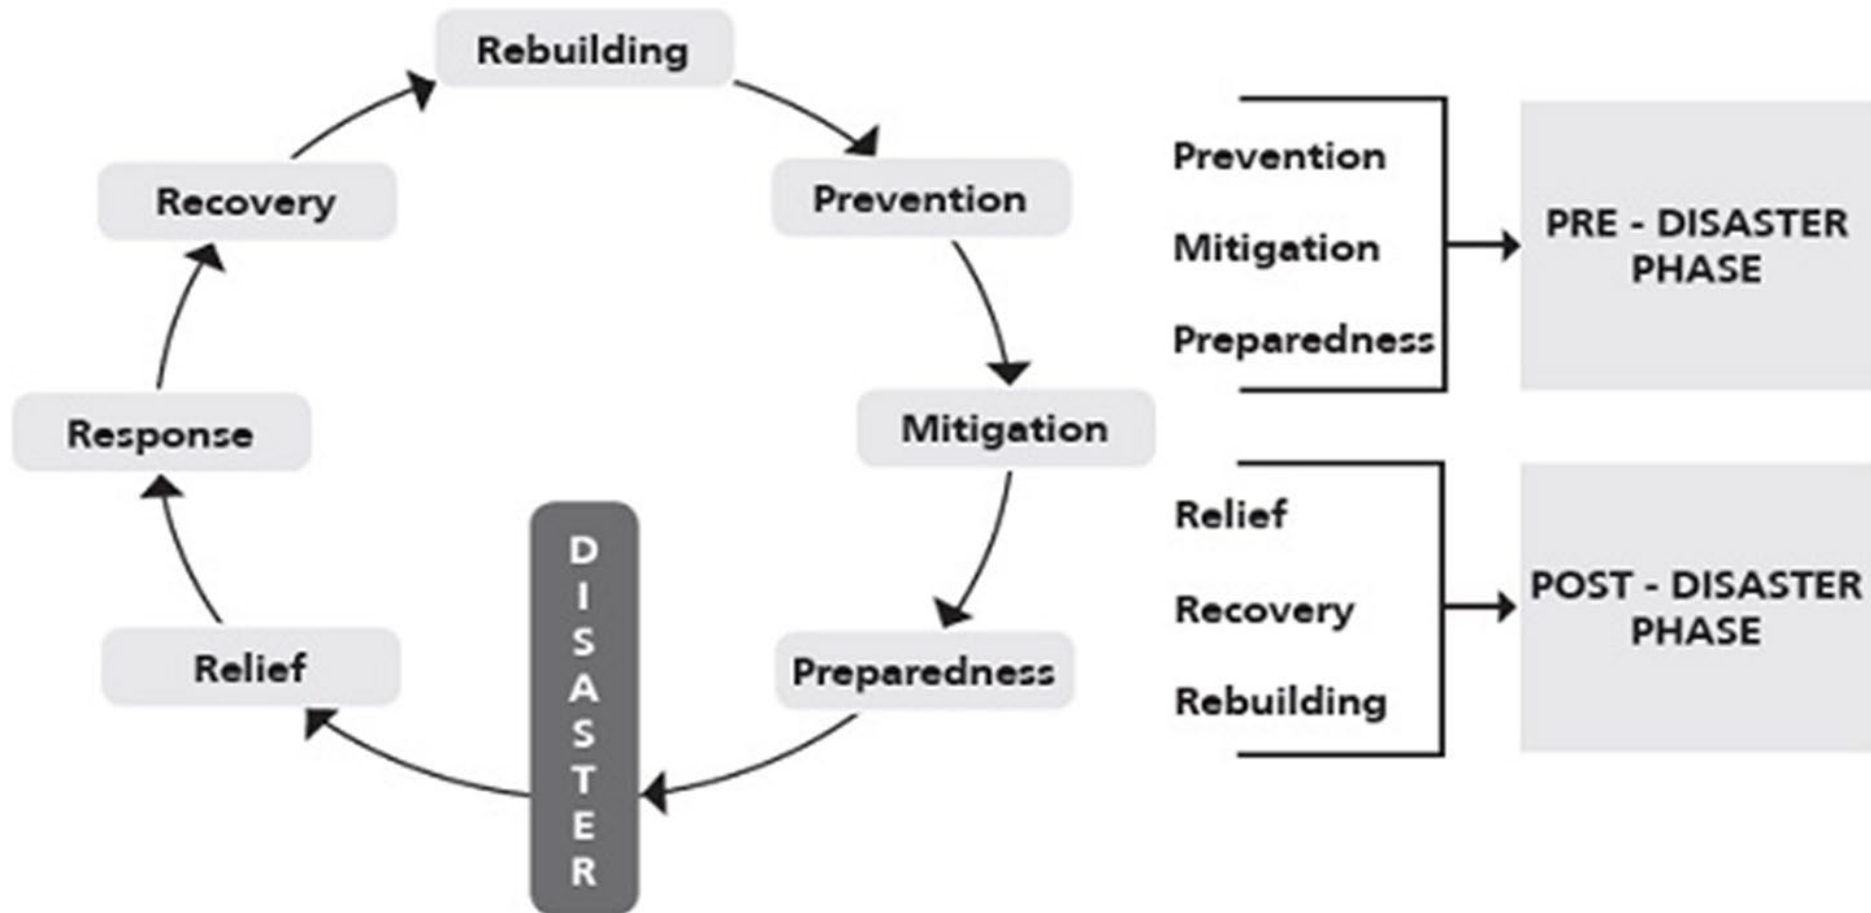 Rebuilding
Recovery
Prevention
Response
Mitigation
Relief
Preparedness
DISASTER
Prevention
Mitigation
Preparedness
PRE - DISASTER
PHASE
Relief
Recovery
Rebuilding
POST - DISASTER
PHASE